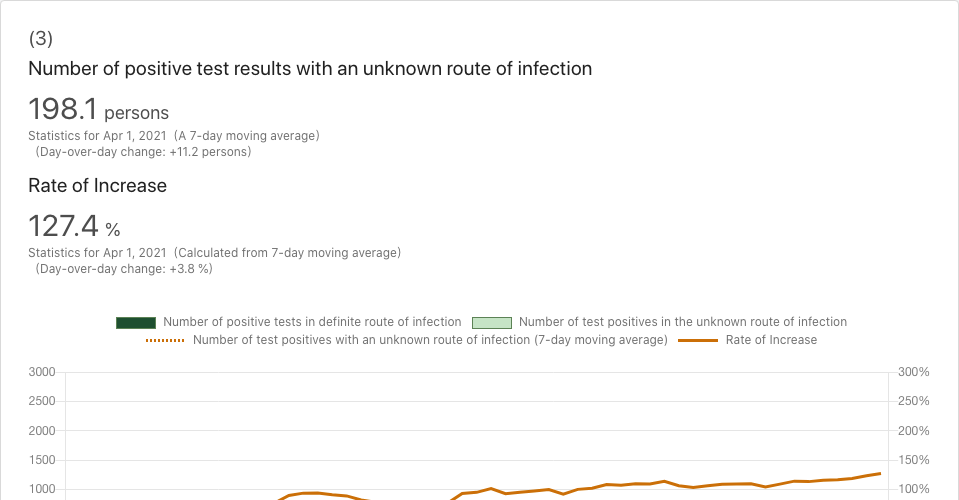 (3)
Number of positive test results with an unknown route of infection
198.1 persons
Statistics for Apr 1, 2021 (A 7-day moving average)
(Day-over-day change: +11.2 persons)
Rate of Increase
127.4 %
Statistics for Apr 1, 2021 (Calculated from 7-day moving average)
(Day-over-day change: +3.8 %)
Number of positive tests in definite route of infection Number of test positives in the unknown route of infection
Number of test positives with an unknown route of infection (7-day moving average) Rate of Increase
3000 300%
2500 250%
2000 200%
1500 150%
1000 100%